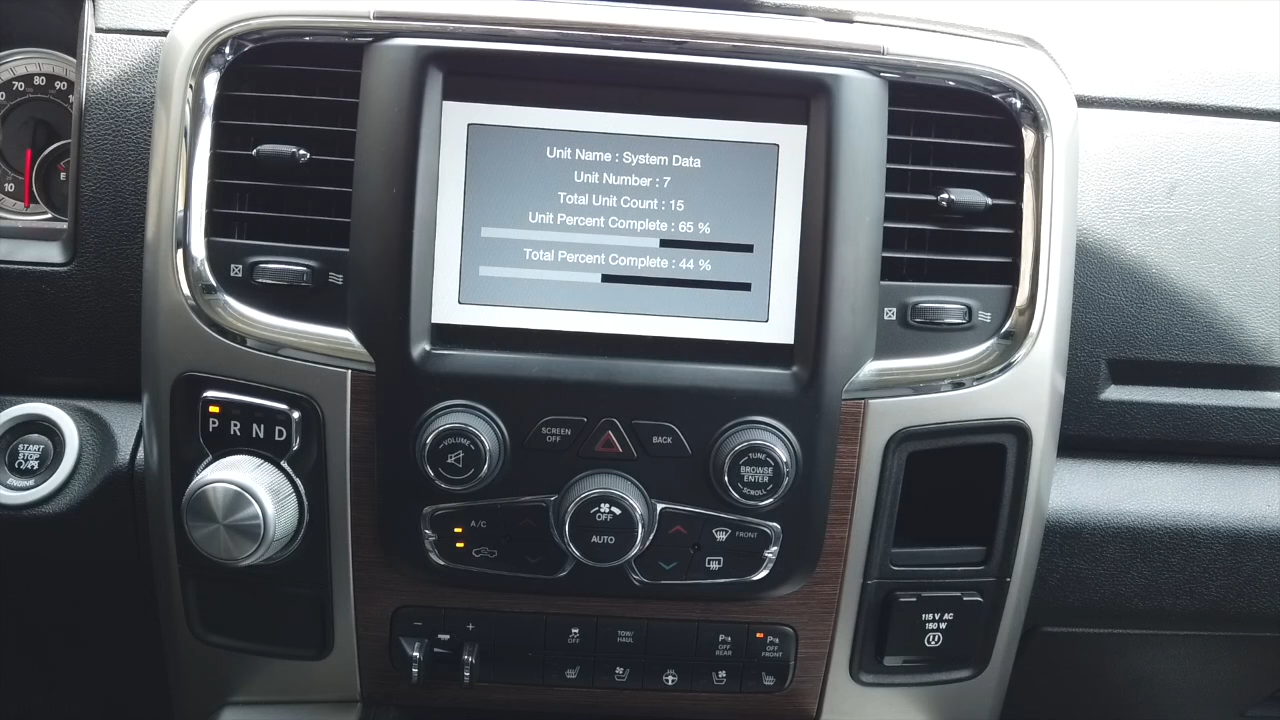 70 80 90
10
E
Unit Name : System Data
Unit Number : 7
Total Unit Count : 15
Unit Percent Complete : 65 %
Total Percent Complete : 44 %
P R N D
START
STOP
ENGINE
VOLUME
SCREEN
OFF
BACK
TUNE
BROWSE
ENTER
SCROLL
A/C
OFF
AUTO
FRONT
115 V AC
150 W
- +
OFF
TOW/
HAUL
P
OFF
REAR
P
OFF
FRONT